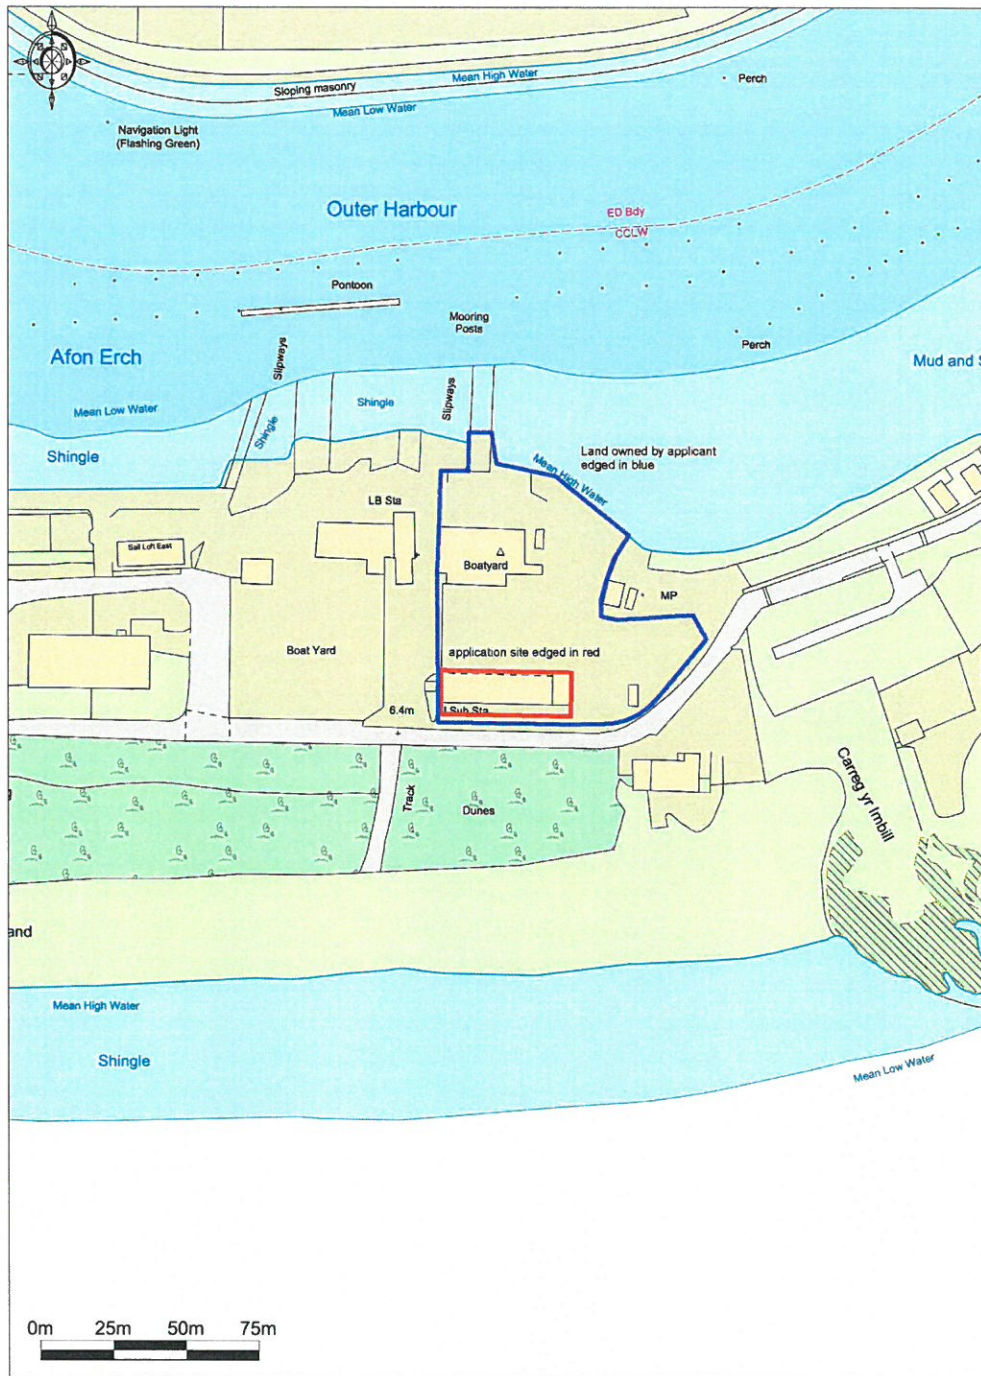 Mean High Water
Sloping masonry
Mean Low Water
Perch
Navigation Light
(Flashing Green)
Outer Harbour
ED Bdy
CCLW
Pontoon
Mooring
Posts
Perch
Afon Erch
Slipways
Mud and S
Shingle
Slipways
Mean Low Water
Shingle
Shingle
Land owned by applicant
edged in blue
Mean High Water
LB Sta
Sail Loft East
Boatyard
MP
Boat Yard
application site edged in red
6.4m
Sub Sta
Track
Dunes
Carreg yr Imbill
and
Mean High Water
Shingle
Mean Low Water
0m 25m 50m 75m